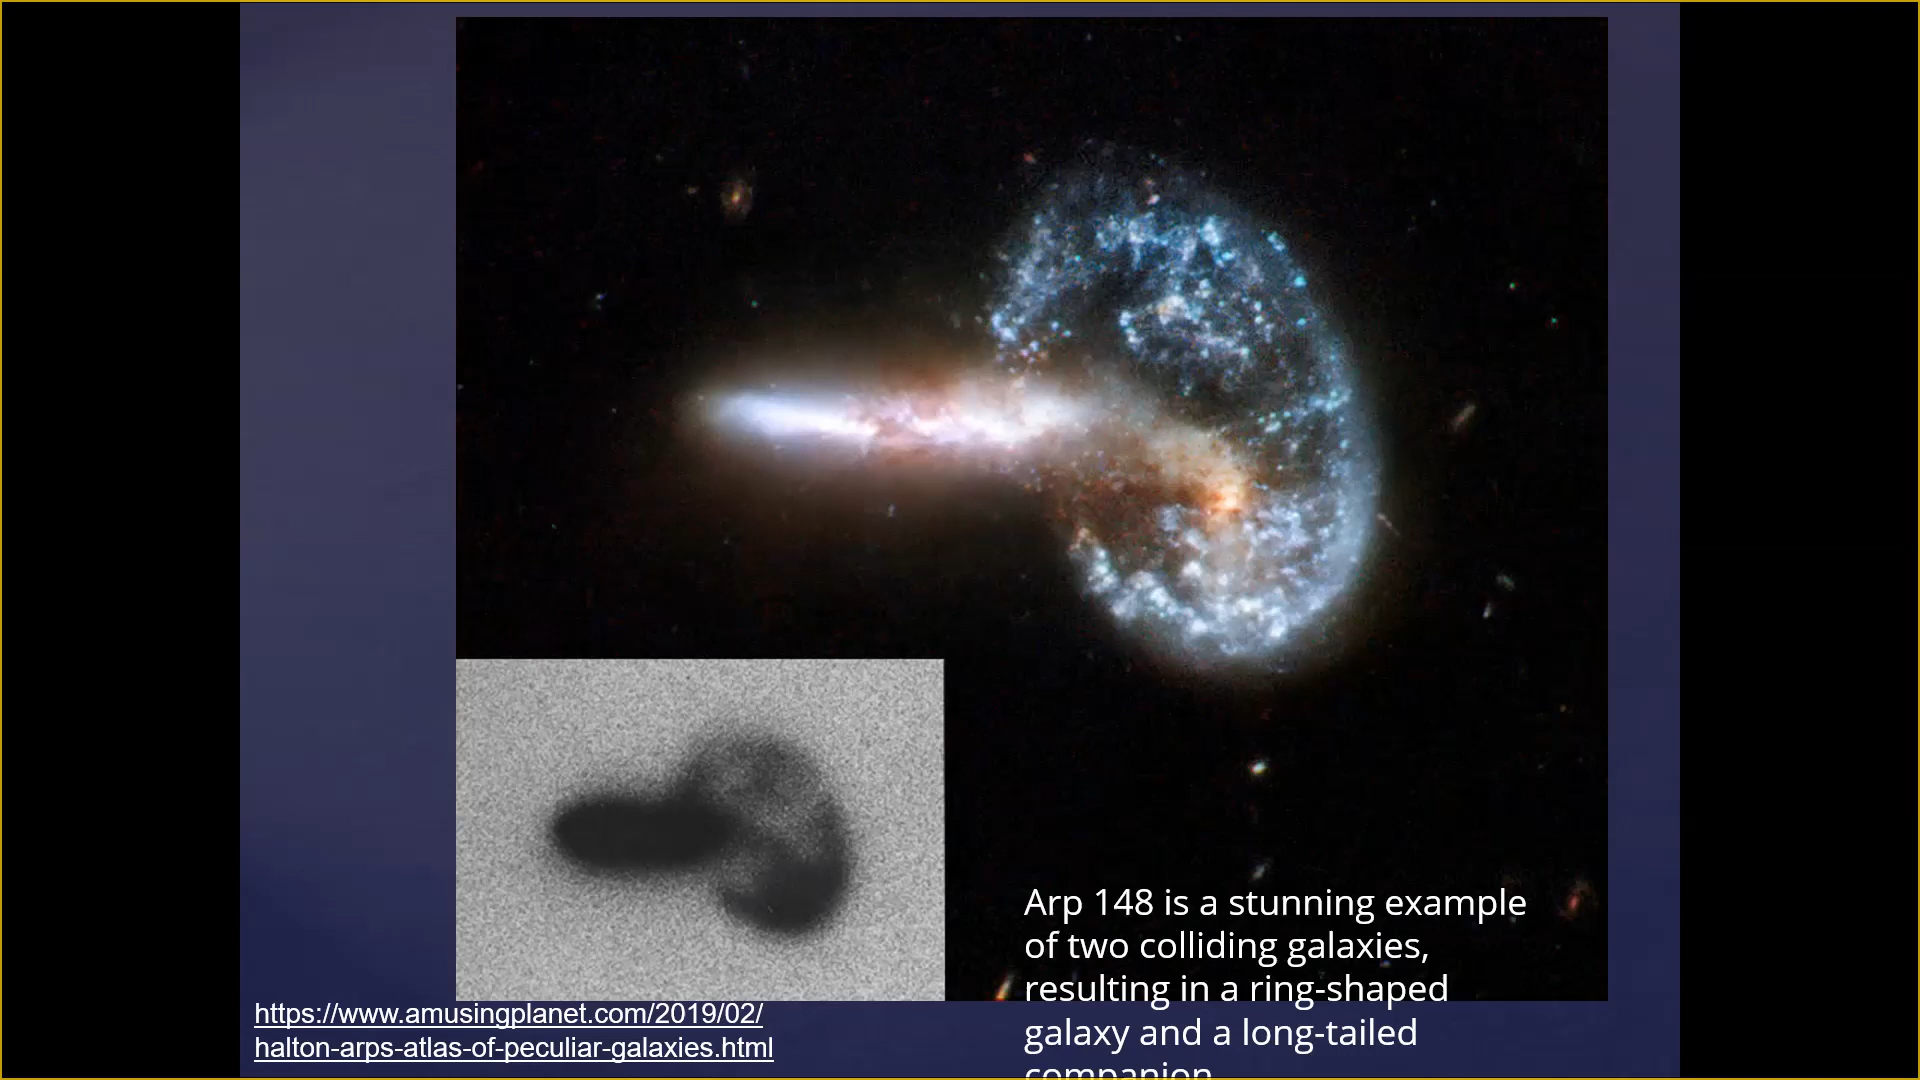 Arp 148 is a stunning example
of two colliding galaxies,
resulting in a ring-shaped
galaxy and a long-tailed
companion
https://www.amusingplanet.com/2019/02/
halton-arps-atlas-of-peculiar-galaxies.html